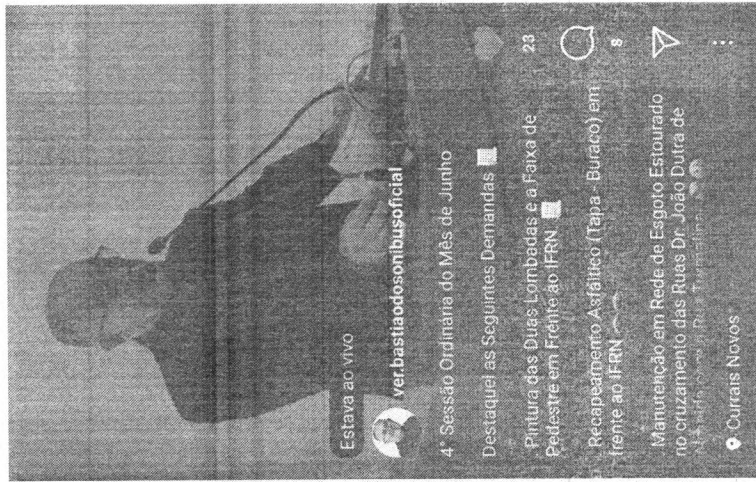 Estava ao vivo
ver.bastiaodosonibusoficial
4° Sessão Ordinária do Mês de Junho
Destaquei as Seguintes Demandas
Pintura das Duas Lombadas e a Faixa de
Pedestre em Frente ao IFRN
Recapeamento Asfáltico (Tapa - Buraco) em
frente ao IFRN
Manutenção em Rede de Esgoto Estourado
no cruzamento das Ruas Dr. João Dutra de
Currais Novos
23
8